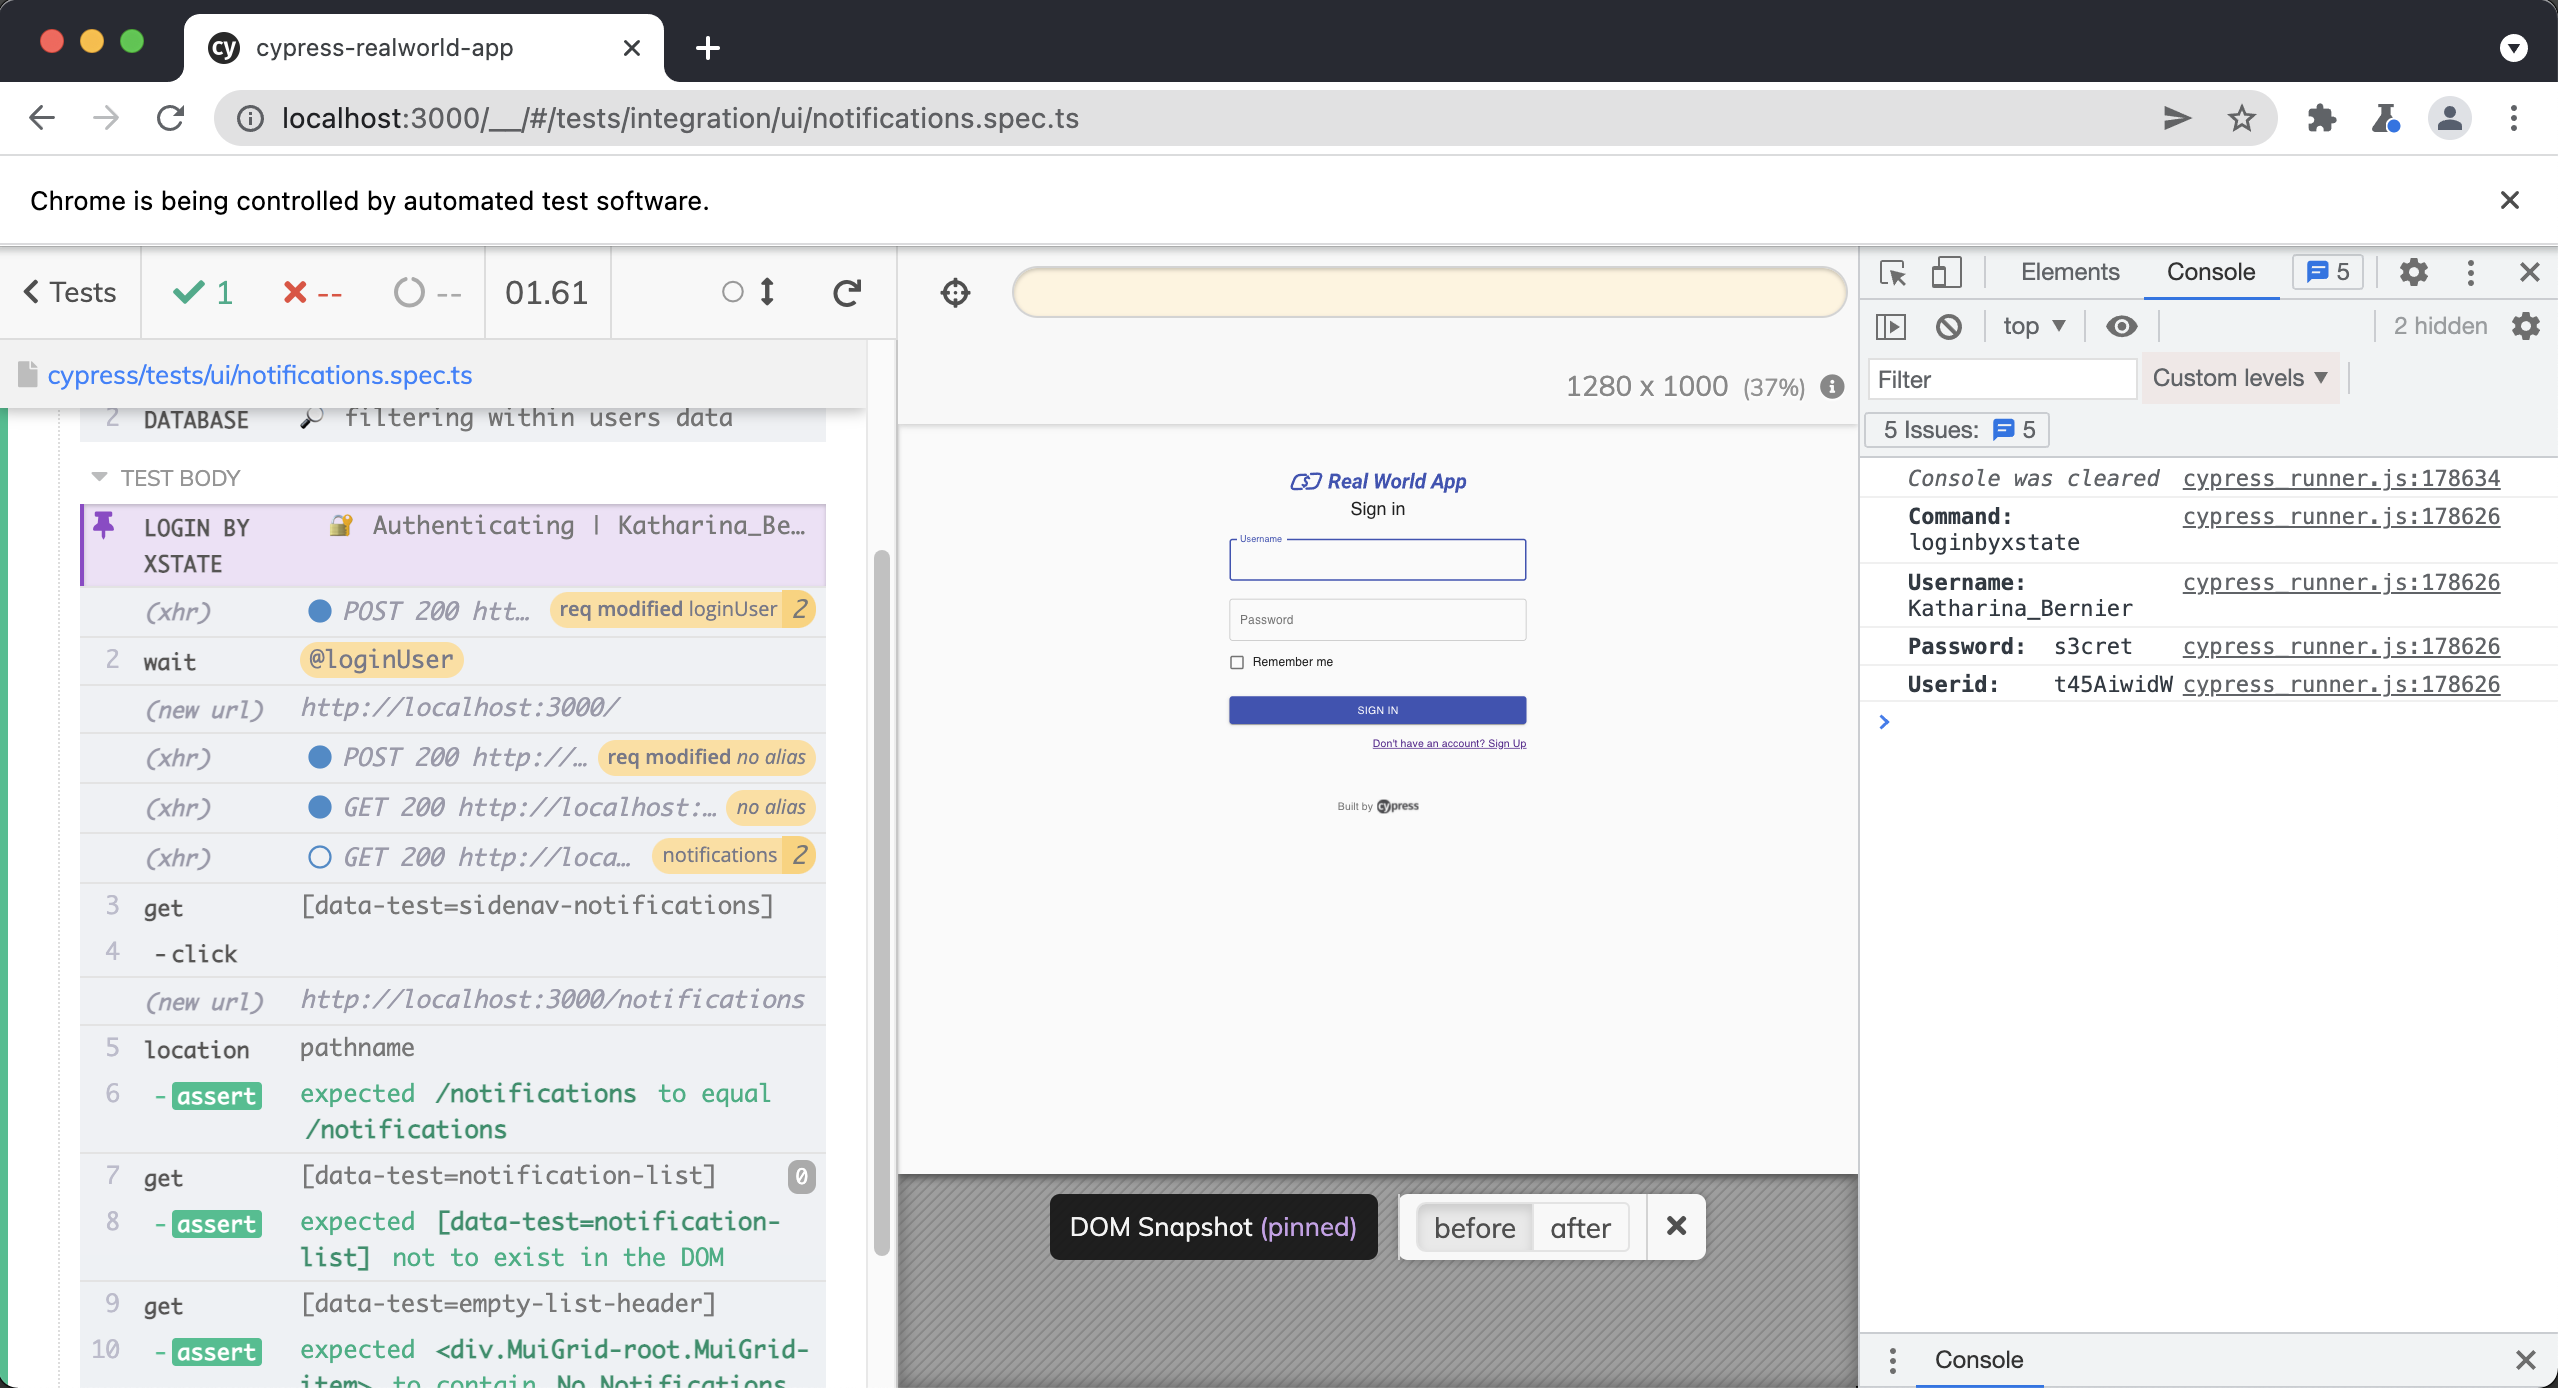 cypress-realworld-app
localhost:3000/__/#/tests/integration/ui/notifications.spec.ts
Chrome is being controlled by automated test software.
Tests 1 -- -- 01.61
cypress/tests/ui/notifications.spec.ts
2 DATABASE filtering within users data
TEST BODY
LOGIN BY Authenticating | Katharina_Be…
XSTATE
(xhr) POST 200 htt… req modified loginUser 2
2 wait @loginUser
(new url) http://localhost:3000/
(xhr) POST 200 http://… req modified no alias
(xhr) GET 200 http://localhost:… no alias
(xhr) GET 200 http://loca… notifications 2
3 get [data-test=sidenav-notifications]
4 -click
(new url) http://localhost:3000/notifications
5 location pathname
6 -assert expected /notifications to equal
/notifications
7 get [data-test=notification-list] 0
8 -assert expected [data-test=notification-
list] not to exist in the DOM
9 get [data-test=empty-list-header]
10 -assert expected <div.MuiGrid-root.MuiGrid-
item> to contain No Notifications
1280 x 1000 (37%)
Real World App
Sign in
Username
Password
Remember me
SIGN IN
Don't have an account? Sign Up
Built by cypress
DOM Snapshot (pinned) before after
Elements Console 5
top 2 hidden
Filter Custom levels
5 Issues: 5
Console was cleared cypress_runner.js:178634
Command: cypress_runner.js:178626
loginbyxstate
Username: cypress_runner.js:178626
Katharina_Bernier
Password: s3cret cypress_runner.js:178626
Userid: t45AiwidW cypress_runner.js:178626
Console